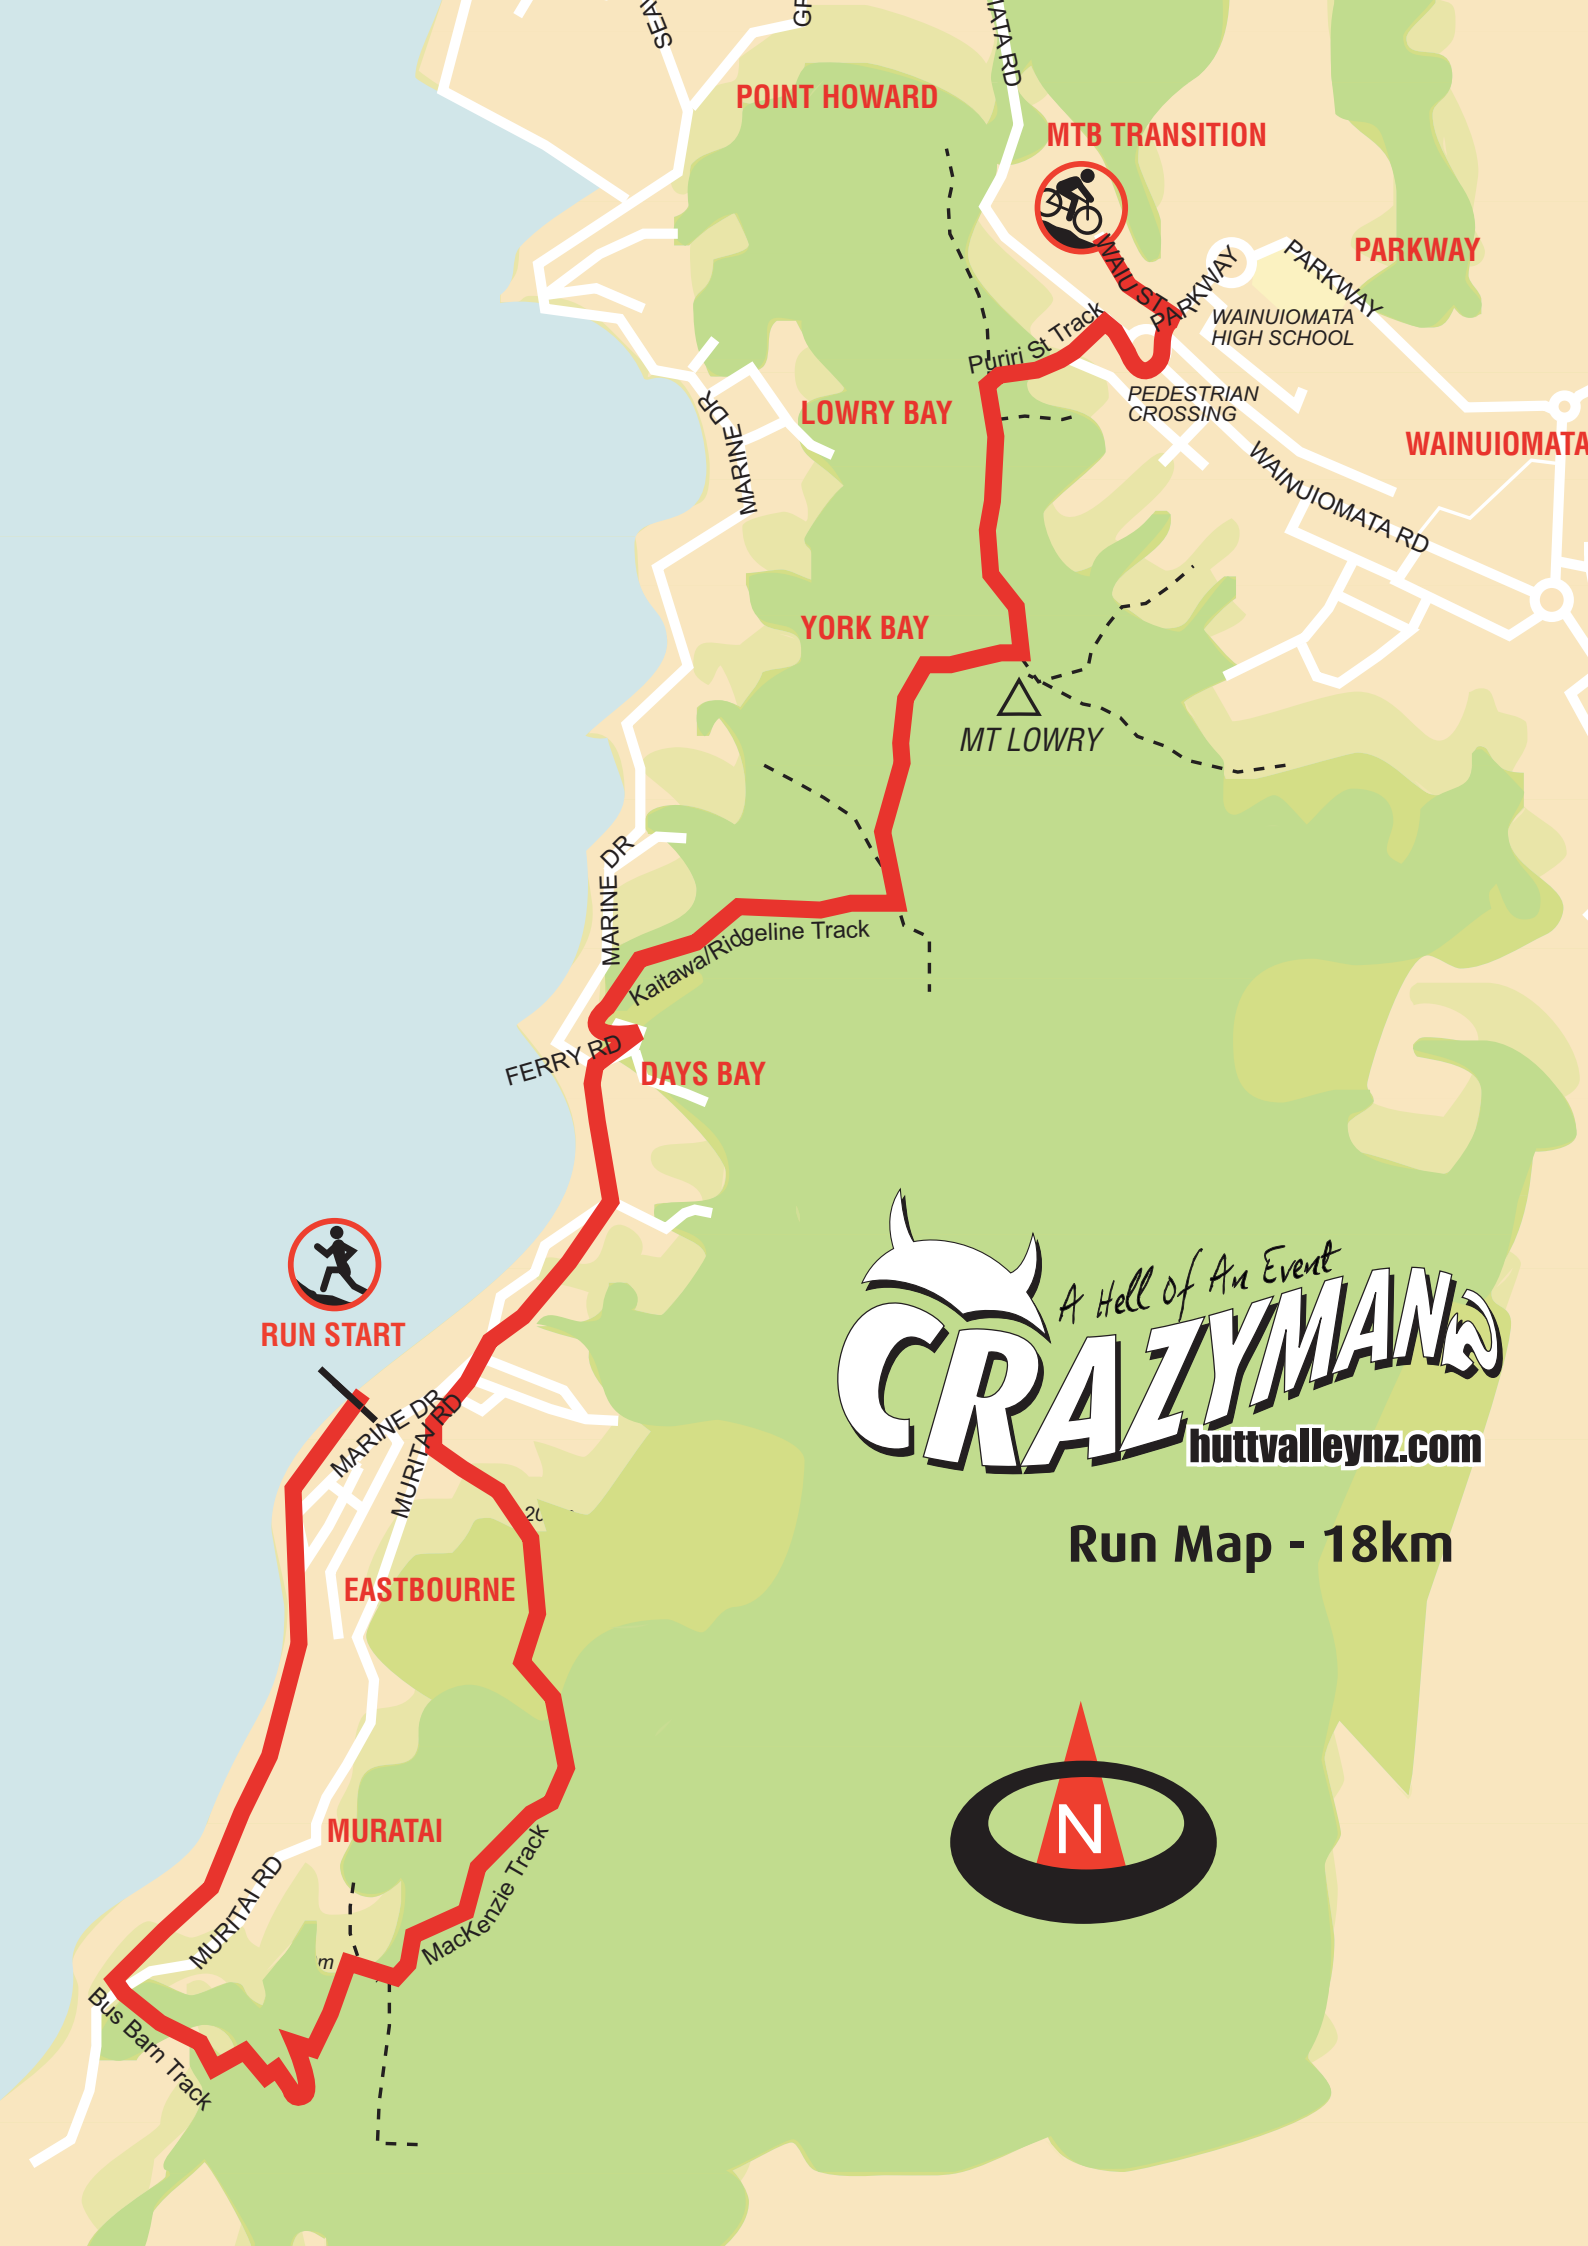 POINT HOWARD
MTB TRANSITION
PARKWAY
WAIU ST
PARKWAY
PARKWAY
WAINUIOMATA
HIGH SCHOOL
Puriri St Track
PEDESTRIAN
CROSSING
MARINE DR
LOWRY BAY
WAINUIOMATA
WAINUIOMATA RD
YORK BAY
MT LOWRY
MARINE DR
Kaitawa/Ridgeline Track
FERRY RD
DAYS BAY
A Hell Of An Event
CRAZYMAN
huttvalleynz.com
Run Map - 18km
RUN START
MARINE DR
MURITAI RD
EASTBOURNE
MURATAI
MURITAI RD
MacKenzie Track
m
Bus Barn Track
N